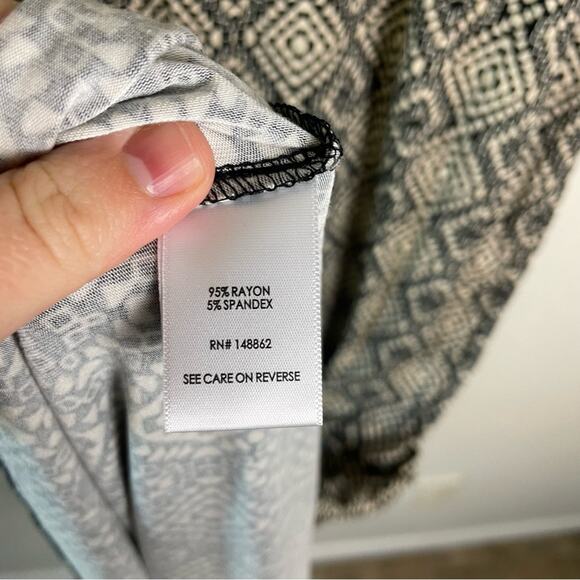 95% RAYON
5% SPANDEX
RN# 148862
SEE CARE ON REVERSE